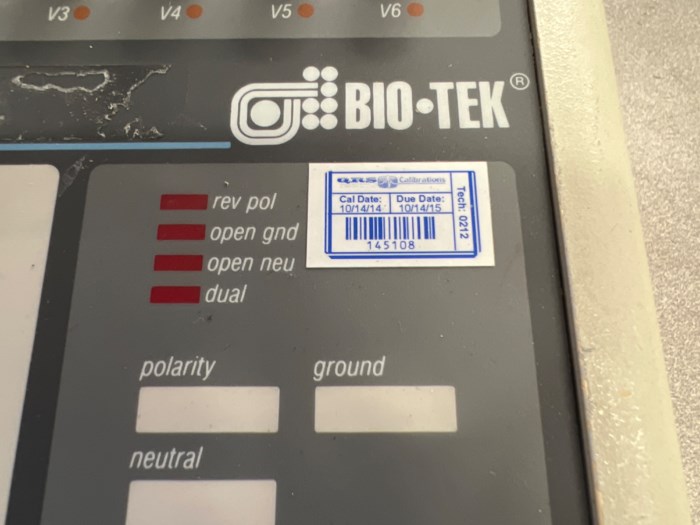 V3
V4
V5
V6
BIO•TEK®
rev pol
open gnd
open neu
dual
QRS Calibrations
Cal Date:
10/14/14
Due Date:
10/14/15
Tech: 0212
145108
polarity
ground
neutral